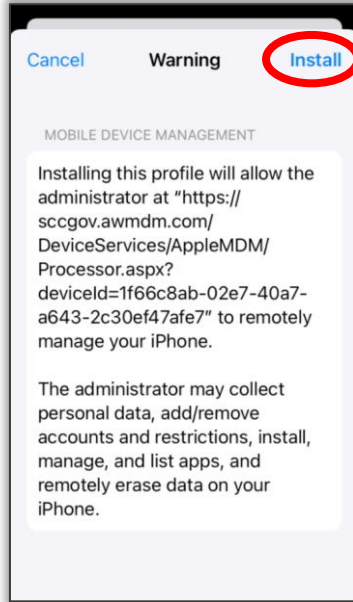 Cancel Warning Install
MOBILE DEVICE MANAGEMENT
Installing this profile will allow the
administrator at “https://
sccgov.awmdm.com/
DeviceServices/AppleMDM/
Processor.aspx?
deviceId=1f66c8ab-02e7-40a7-
a643-2c30ef47afe7” to remotely
manage your iPhone.
The administrator may collect
personal data, add/remove
accounts and restrictions, install,
manage, and list apps, and
remotely erase data on your
iPhone.